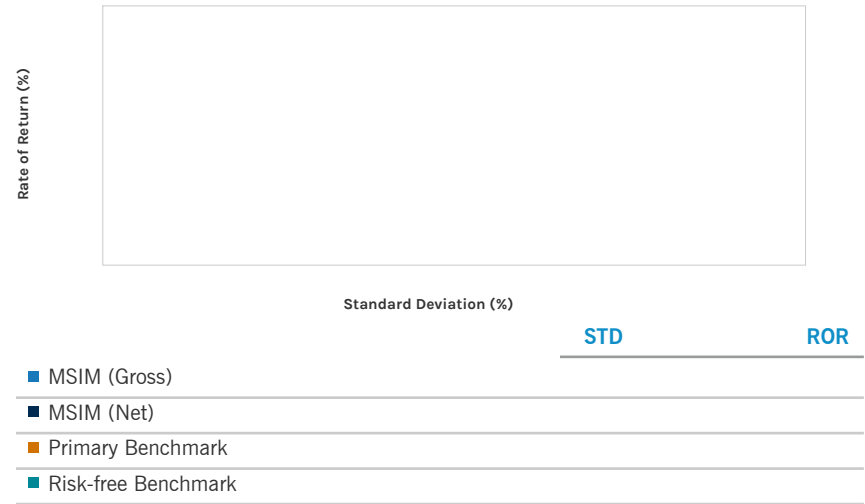 Rate of Return (%)
Standard Deviation (%)
STD ROR
MSIM (Gross)
MSIM (Net)
Primary Benchmark
Risk-free Benchmark